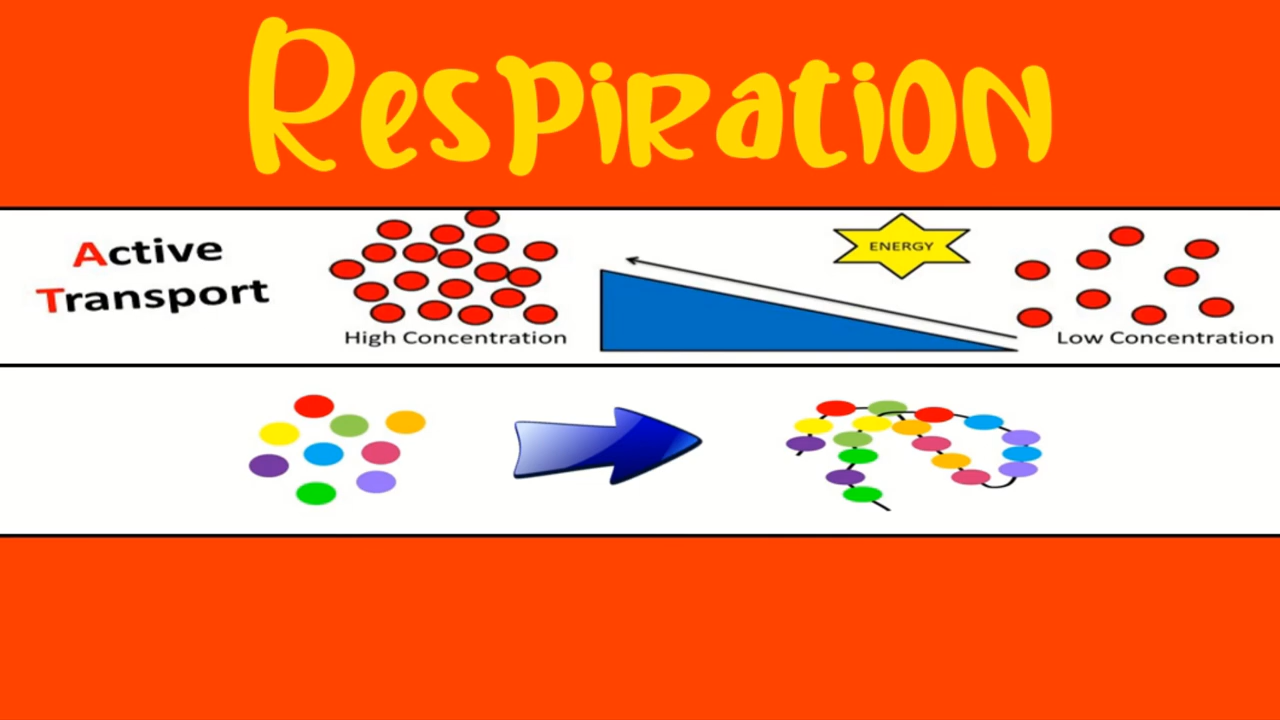 Respiration
Active
Transport
ENERGY
High Concentration
Low Concentration